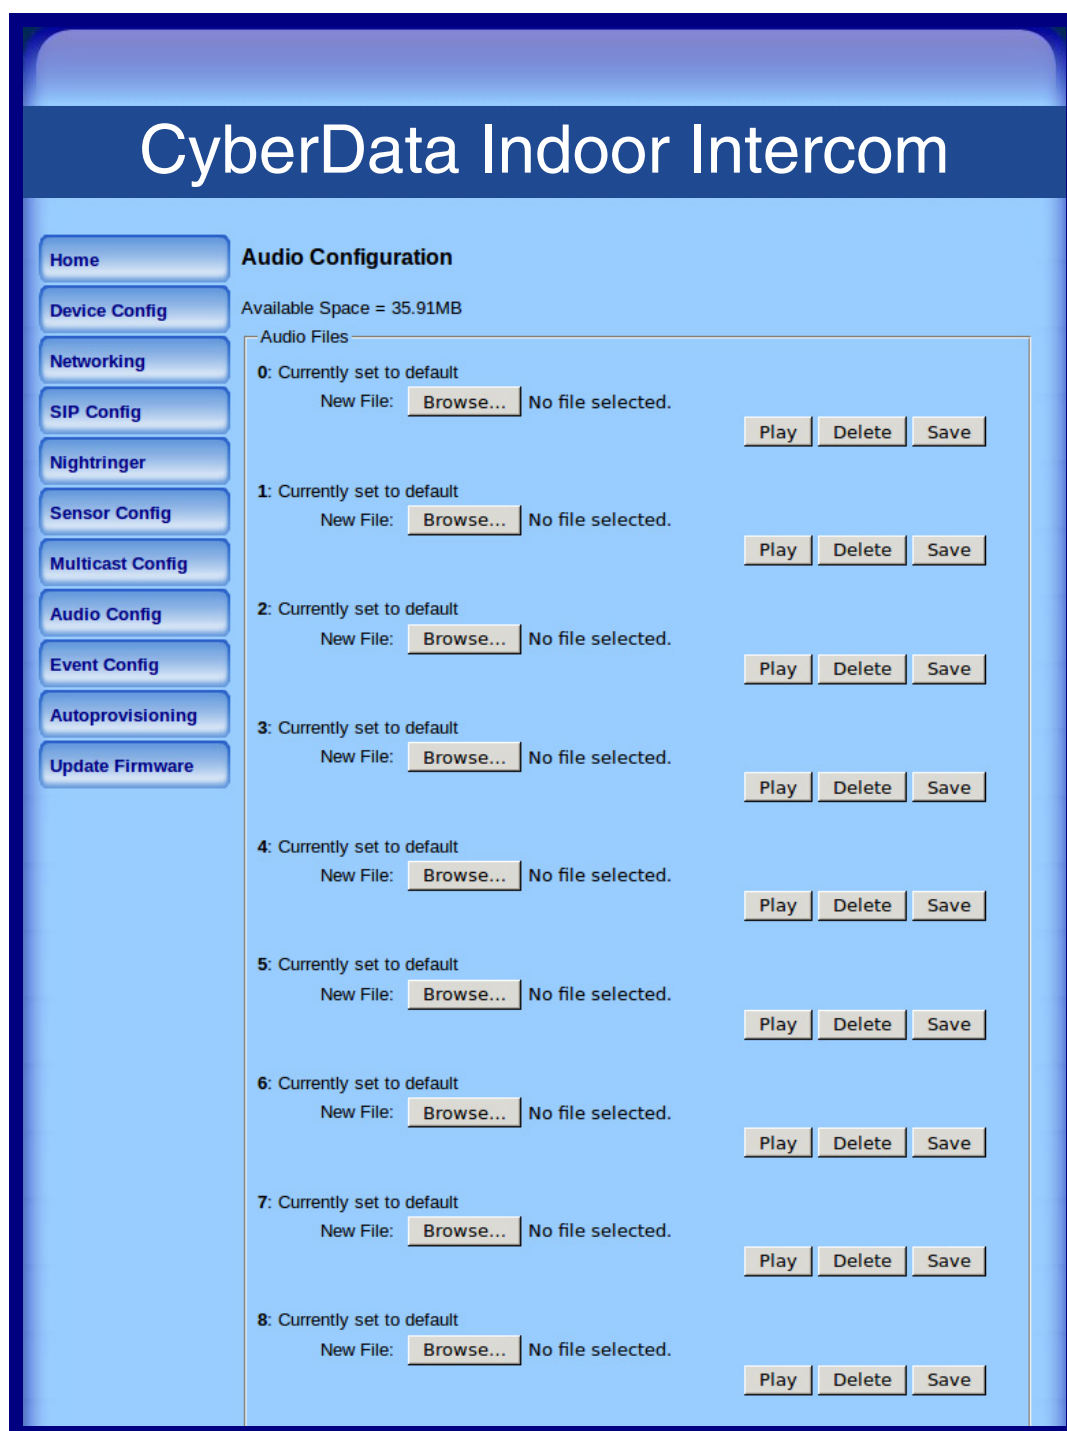 CyberData Indoor Intercom
Home
Device Config
Networking
SIP Config
Nightringer
Sensor Config
Multicast Config
Audio Config
Event Config
Autoprovisioning
Update Firmware
Audio Configuration
Available Space = 35.91MB
Audio Files
0: Currently set to default
New File: Browse... No file selected.
Play Delete Save
1: Currently set to default
New File: Browse... No file selected.
Play Delete Save
2: Currently set to default
New File: Browse... No file selected.
Play Delete Save
3: Currently set to default
New File: Browse... No file selected.
Play Delete Save
4: Currently set to default
New File: Browse... No file selected.
Play Delete Save
5: Currently set to default
New File: Browse... No file selected.
Play Delete Save
6: Currently set to default
New File: Browse... No file selected.
Play Delete Save
7: Currently set to default
New File: Browse... No file selected.
Play Delete Save
8: Currently set to default
New File: Browse... No file selected.
Play Delete Save